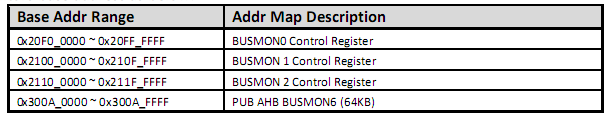 Base Addr Range Addr Map Description
0x20F0_0000 ~ 0x20FF_FFFF BUSMON0 Control Register
0x2100_0000 ~ 0x210F_FFFF BUSMON 1 Control Register
0x2110_0000 ~ 0x211F_FFFF BUSMON 2 Control Register
0x300A_0000 ~ 0x300A_FFFF PUB AHB BUSMON6 (64KB)